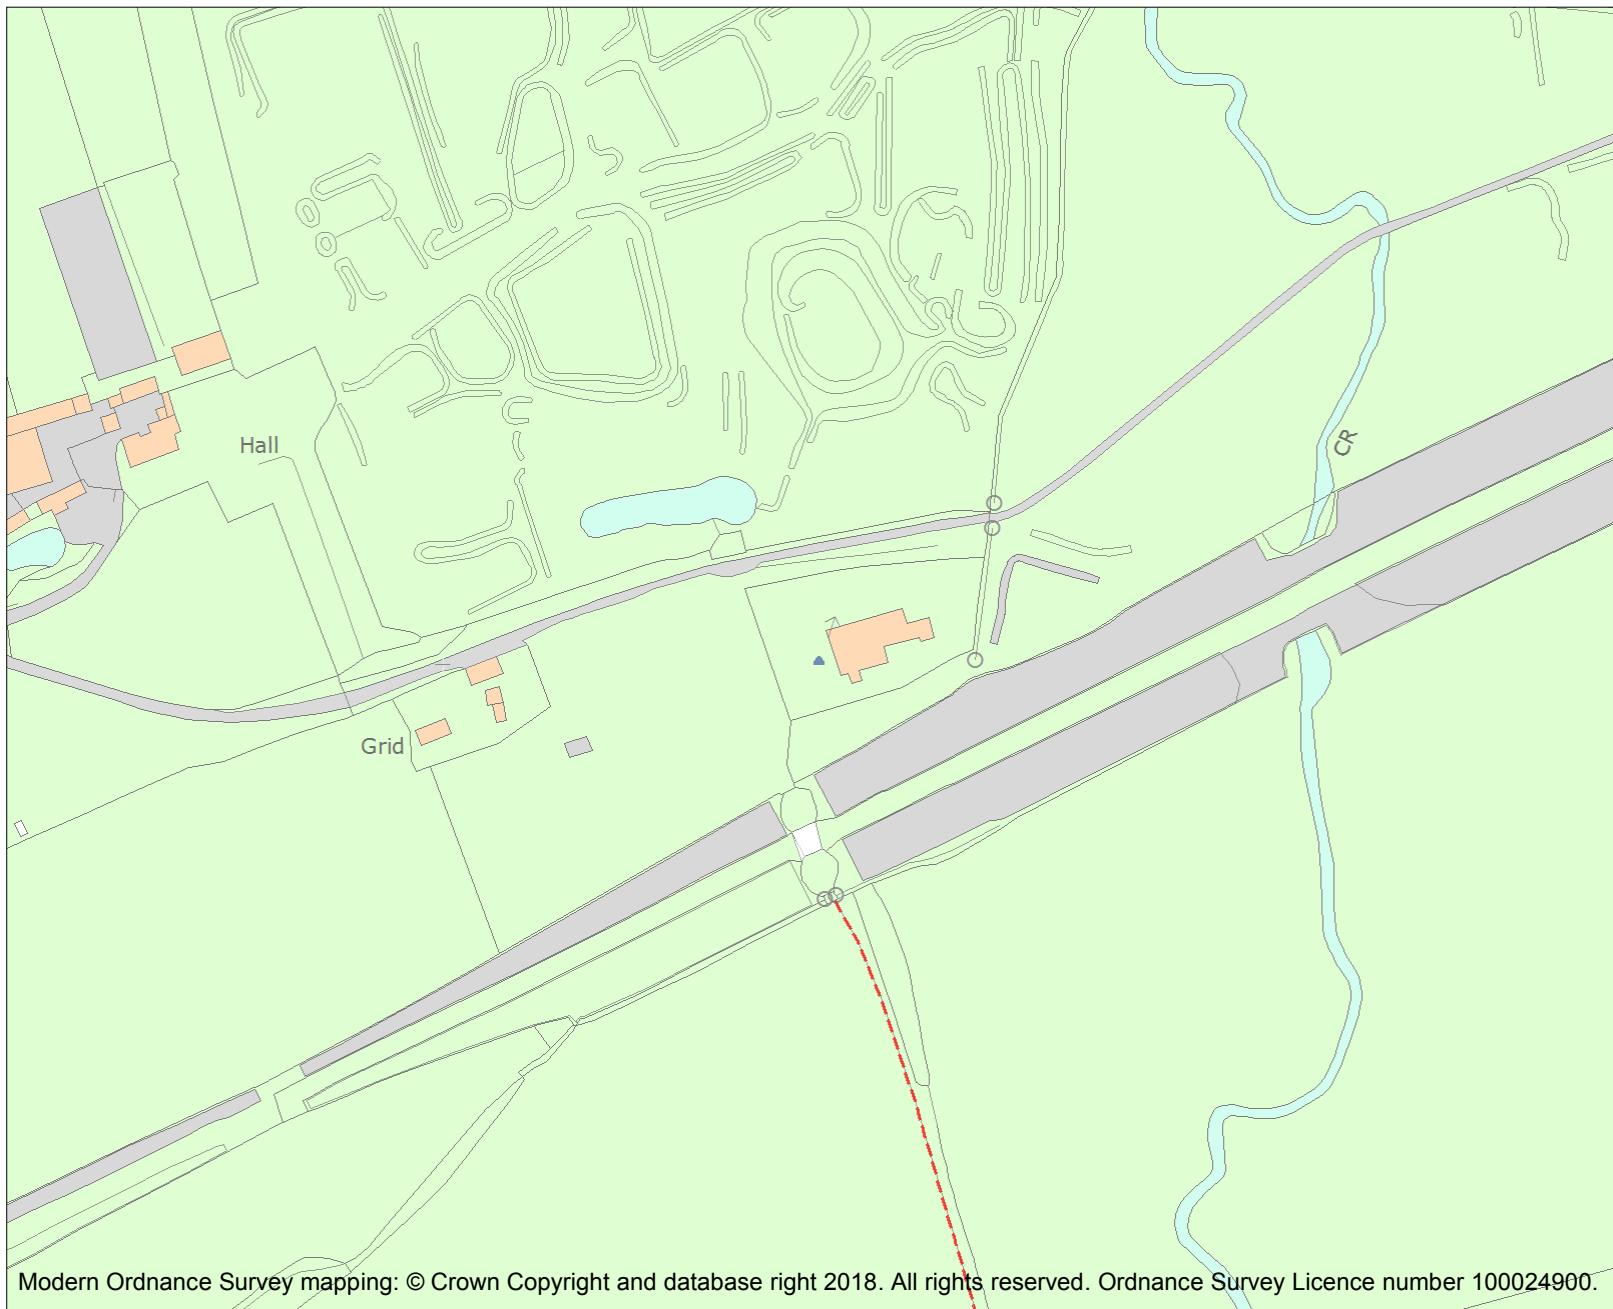 Hall
CR
Grid
Modern Ordnance Survey mapping: © Crown Copyright and database right 2018. All rights reserved. Ordnance Survey Licence number 100024900.